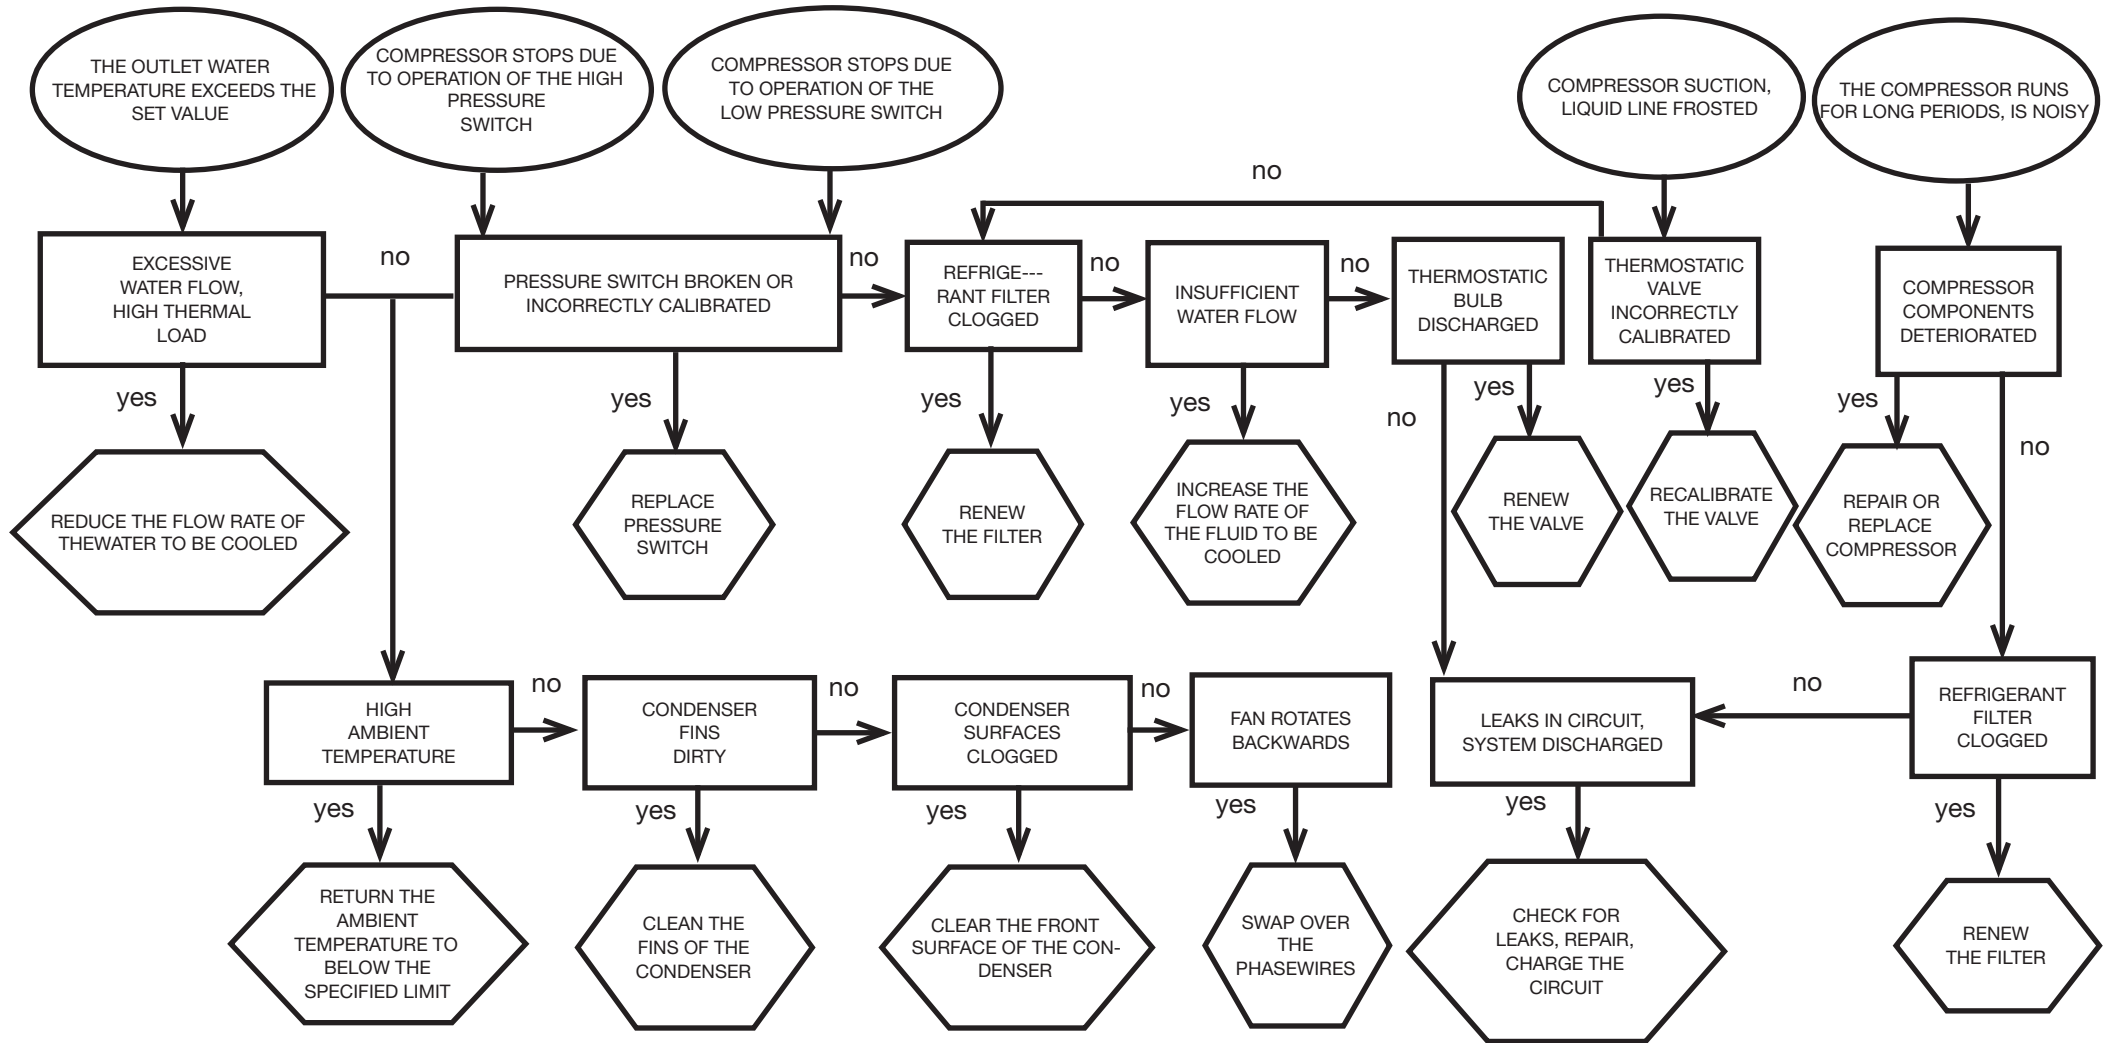 THE OUTLET WATER
TEMPERATURE EXCEEDS THE
SET VALUE
COMPRESSOR STOPS DUE
TO OPERATION OF THE HIGH
PRESSURE
SWITCH
COMPRESSOR STOPS DUE
TO OPERATION OF THE
LOW PRESSURE SWITCH
COMPRESSOR SUCTION,
LIQUID LINE FROSTED
THE COMPRESSOR RUNS
FOR LONG PERIODS, IS NOISY
no
EXCESSIVE
WATER FLOW,
HIGH THERMAL
LOAD
no
PRESSURE SWITCH BROKEN OR
INCORRECTLY CALIBRATED
no
REFRIGE---
RANT FILTER
CLOGGED
no
INSUFFICIENT
WATER FLOW
no
THERMOSTATIC
BULB
DISCHARGED
THERMOSTATIC
VALVE
INCORRECTLY
CALIBRATED
COMPRESSOR
COMPONENTS
DETERIORATED
yes
yes
yes
yes
no
yes
yes
yes
no
REDUCE THE FLOW RATE OF
THEWATER TO BE COOLED
REPLACE
PRESSURE
SWITCH
RENEW
THE FILTER
INCREASE THE
FLOW RATE OF
THE FLUID TO BE
COOLED
RENEW
THE VALVE
RECALIBRATE
THE VALVE
REPAIR OR
REPLACE
COMPRESSOR
HIGH
AMBIENT
TEMPERATURE
no
CONDENSER
FINS
DIRTY
no
CONDENSER
SURFACES
CLOGGED
no
FAN ROTATES
BACKWARDS
LEAKS IN CIRCUIT,
SYSTEM DISCHARGED
no
REFRIGERANT
FILTER
CLOGGED
yes
yes
yes
yes
yes
yes
RETURN THE
AMBIENT
TEMPERATURE TO
BELOW THE
SPECIFIED LIMIT
CLEAN THE
FINS OF THE
CONDENSER
CLEAR THE FRONT
SURFACE OF THE CON-
DENSER
SWAP OVER
THE
PHASEWIRES
CHECK FOR
LEAKS, REPAIR,
CHARGE THE
CIRCUIT
RENEW
THE FILTER